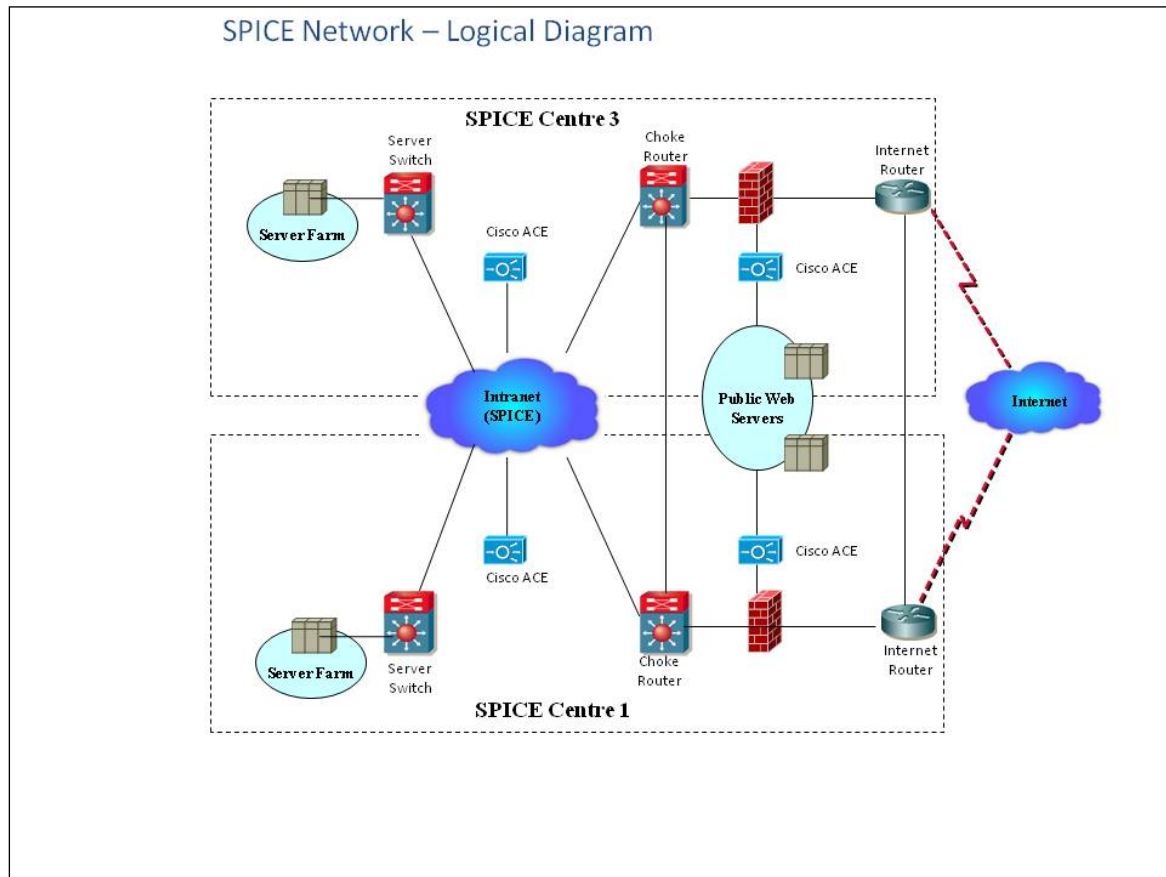 SPICE Network – Logical Diagram
SPICE Centre 3
Server
Switch
Choke
Router
Internet
Router
Server Farm
Cisco ACE
Cisco ACE
Intranet
(SPICE)
Public Web
Servers
Internet
Cisco ACE
Cisco ACE
Server Farm
Server
Switch
Choke
Router
Internet
Router
SPICE Centre 1